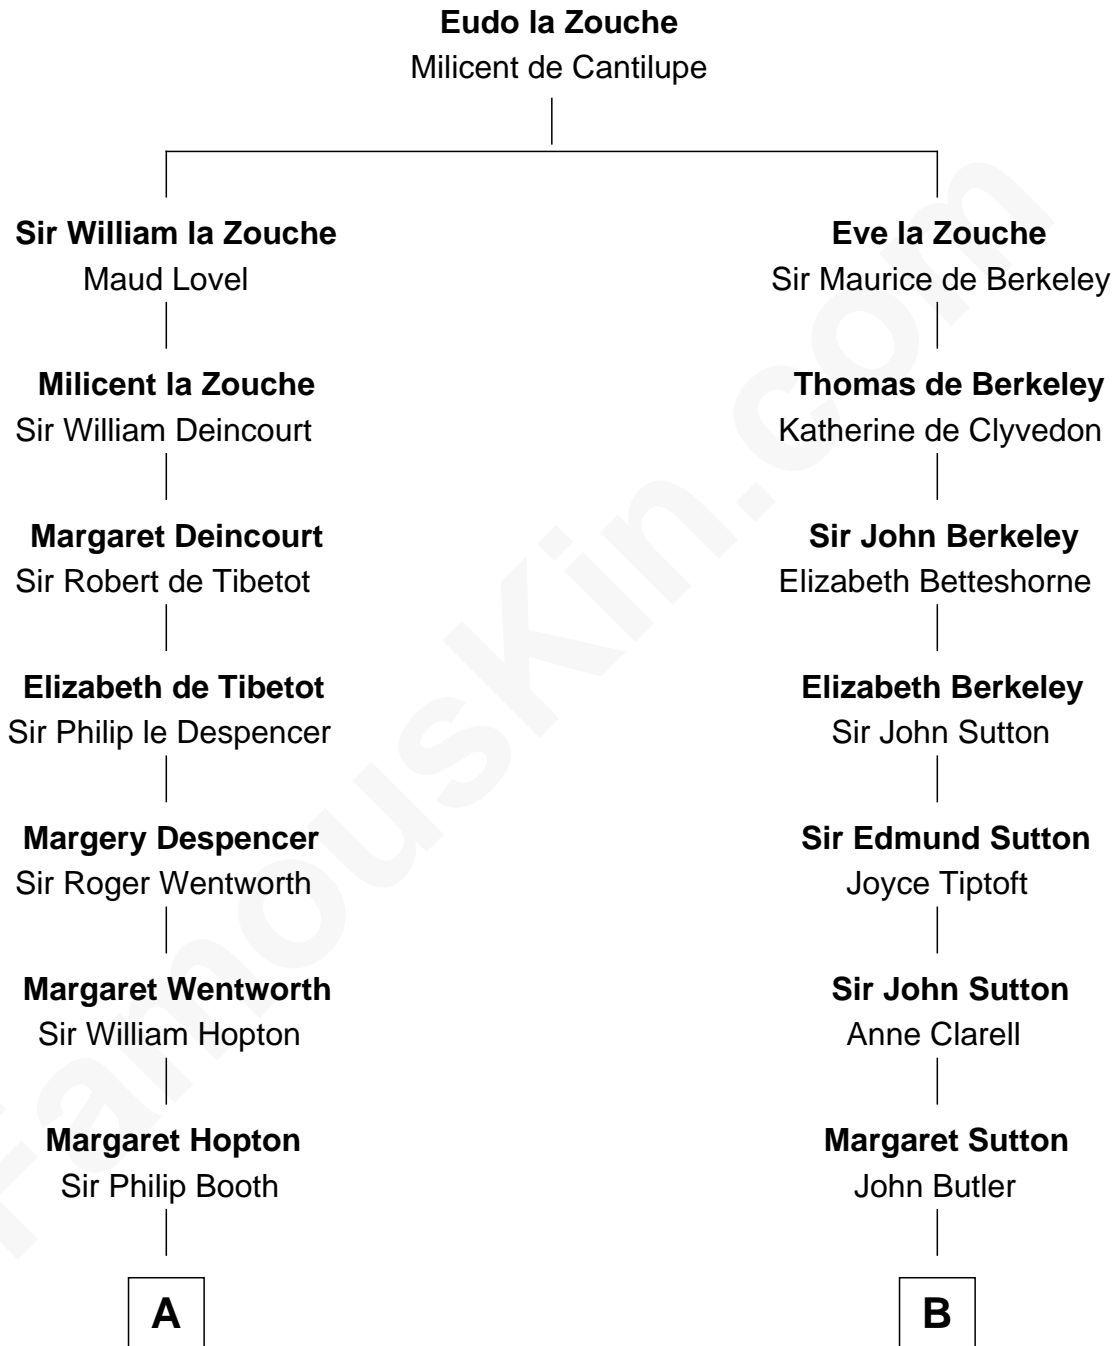 Eudo la Zouche
Milicent de Cantilupe
Sir William la Zouche
Maud Lovel
Milicent la Zouche
Sir William Deincourt
Margaret Deincourt
Sir Robert de Tibetot
Elizabeth de Tibetot
Sir Philip le Despencer
Margery Despencer
Sir Roger Wentworth
Margaret Wentworth
Sir William Hopton
Margaret Hopton
Sir Philip Booth
A
Eve la Zouche
Sir Maurice de Berkeley
Thomas de Berkeley
Katherine de Clyvedon
Sir John Berkeley
Elizabeth Betteshorne
Elizabeth Berkeley
Sir John Sutton
Sir Edmund Sutton
Joyce Tiptoft
Sir John Sutton
Anne Clarell
Margaret Sutton
John Butler
B
FamousKin.com